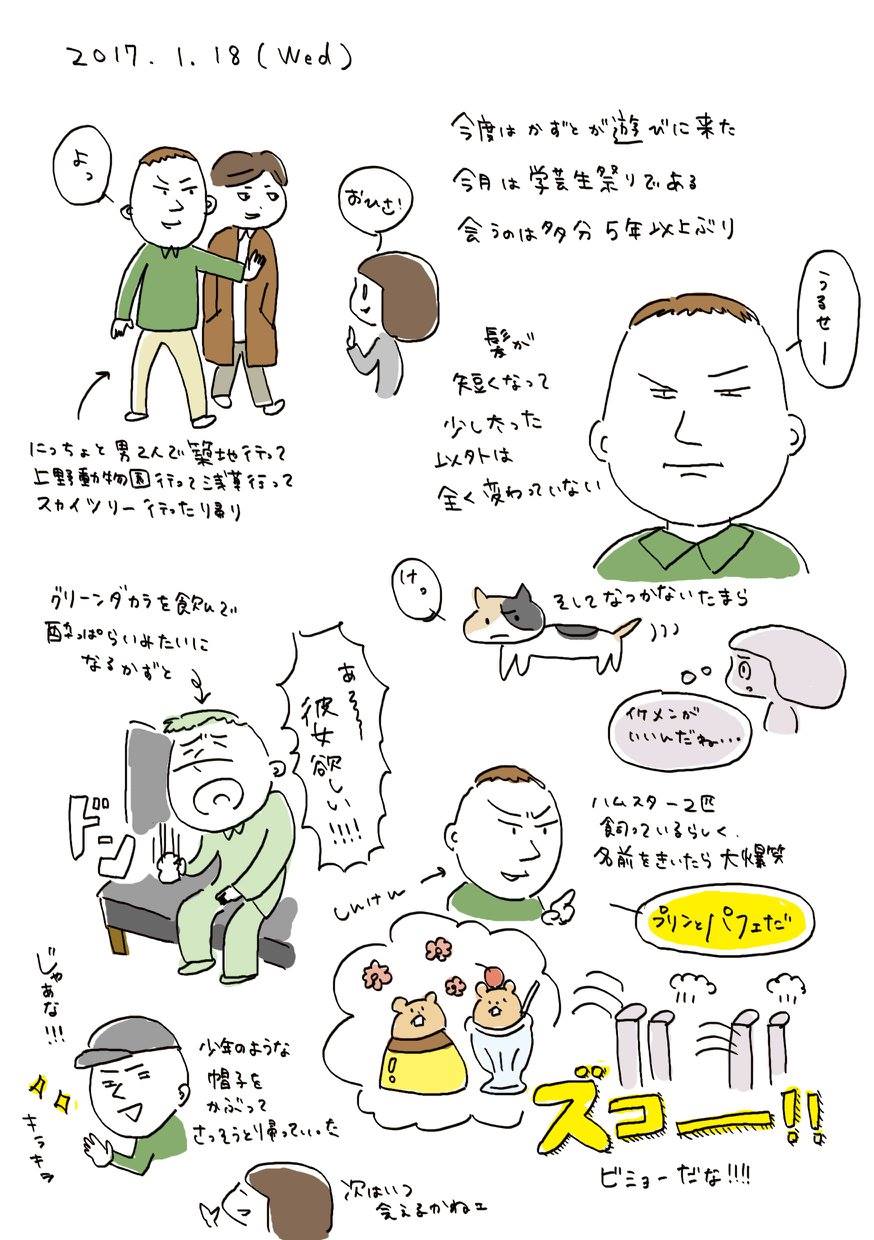 2017.1.18(Wed)
今度はかずとが遊びに来た
今月は学芸生祭りである
会うのは多分5年以上ぶり
よっ
おひさ!
にっちょと男2人で築地行って
上野動物園行って浅草行って
スカイツリー行ったり帰り
うるせー
髪が
短くなって
少し太った
以外は
全く変わっていない
けっ
そしてなつかないたまら
イケメンが
いいんだね…
グリーンダカラを飲んで
酔っぱらいみたいに
なるかずと
あ〜〜
彼女欲しい!!!!
ドン
ハムスター2匹
飼っているらしく、
名前をきいたら大爆笑
しんけん
プリンとパフェだ
ズコー!!
ビミョーだな!!!!
じゃあな!!!
キラキラ
少年のような
帽子を
かぶって
さっそうとり帰っていった
次はいつ
会えるかねェ